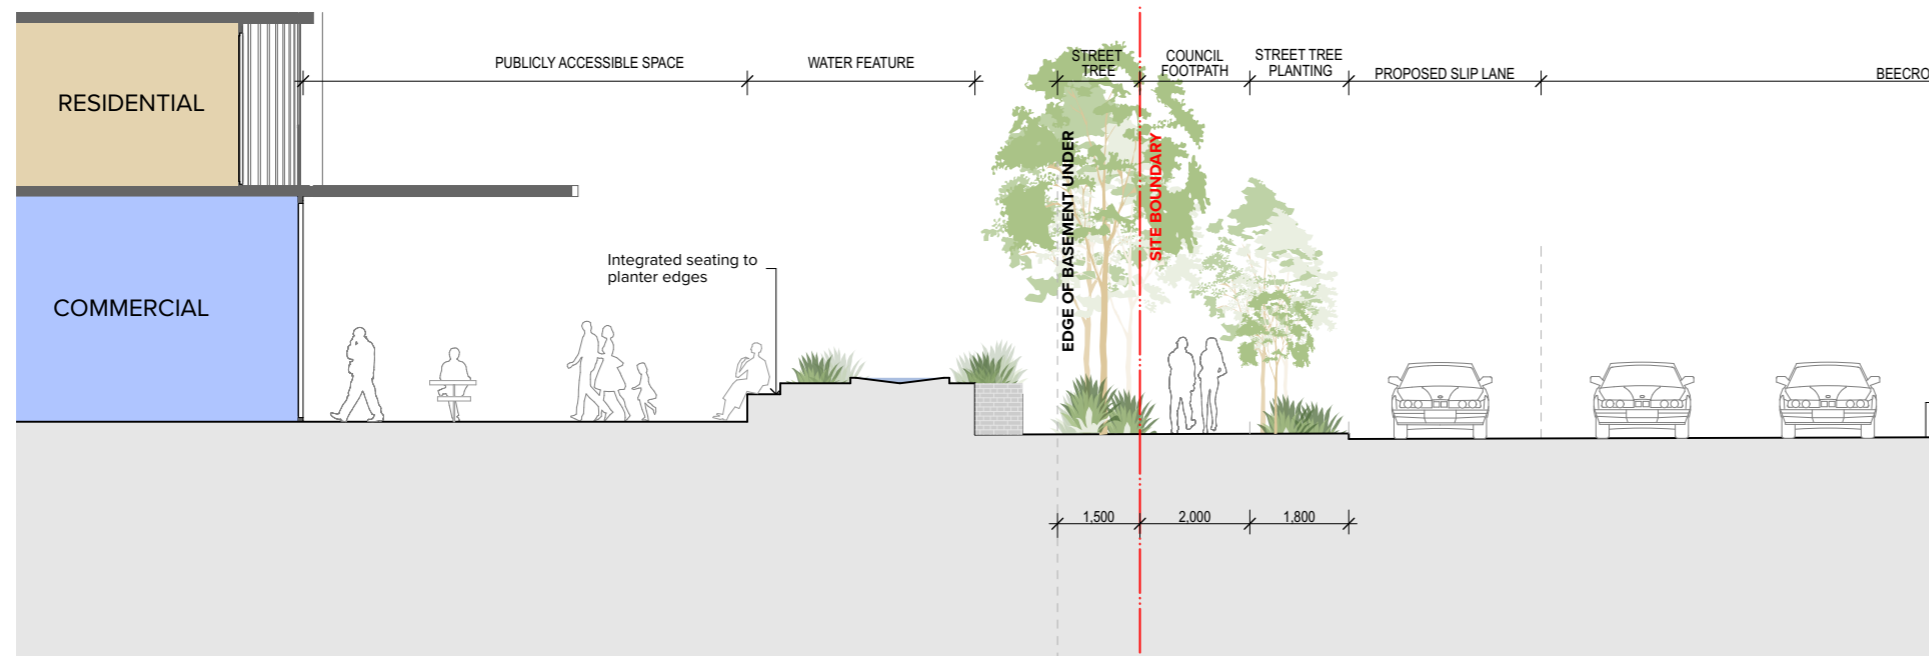 PUBLICLY ACCESSIBLE SPACE
WATER FEATURE
STREET
TREE
COUNCIL
FOOTPATH
STREET TREE
PLANTING
PROPOSED SLIP LANE
BEECRO
RESIDENTIAL
EDGE OF BASEMENT UNDER
SITE BOUNDARY
Integrated seating to
planter edges
COMMERCIAL
1,500
2,000
1,800